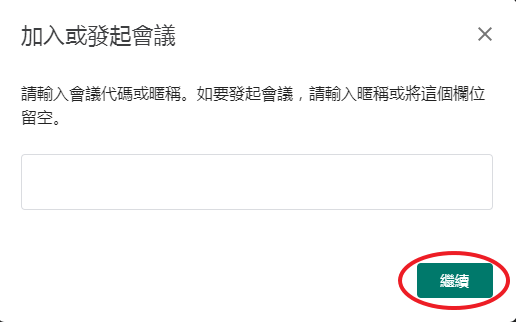 加入或發起會議
請輸入會議代碼或暱稱。如要發起會議，請輸入暱稱或將這個欄位
留空。
繼續